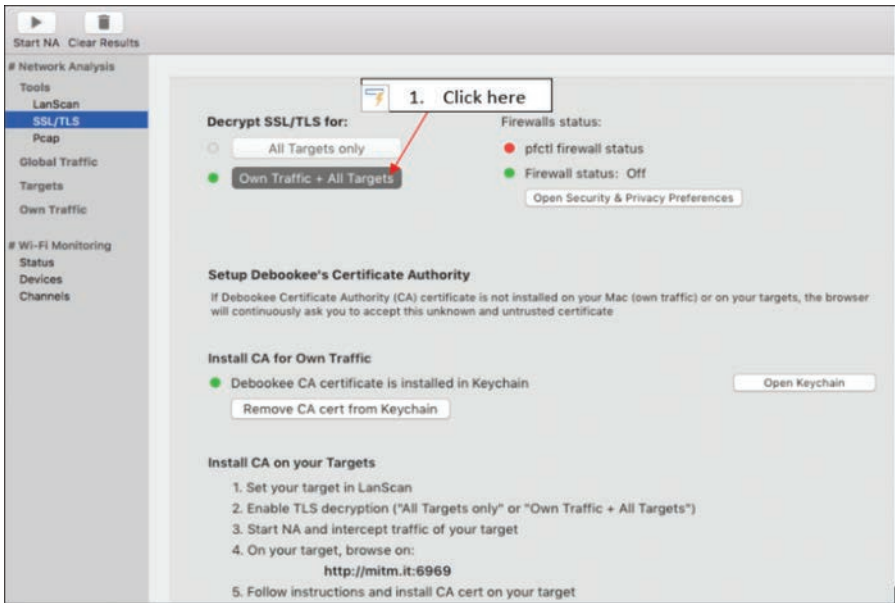 Start NA Clear Results
# Network Analysis
Tools
LanScan
SSL/TLS
Pcap
Global Traffic
Targets
Own Traffic
# Wi-Fi Monitoring
Status
Devices
Channels
1. Click here
Decrypt SSL/TLS for:
All Targets only
Own Traffic + All Targets
Firewalls status:
pfctl firewall status
Firewall status: Off
Open Security & Privacy Preferences
Setup Debookee's Certificate Authority
If Debookee Certificate Authority (CA) certificate is not installed on your Mac (own traffic) or on your targets, the browser
will continuously ask you to accept this unknown and untrusted certificate
Install CA for Own Traffic
Debookee CA certificate is installed in Keychain
Open Keychain
Remove CA cert from Keychain
Install CA on your Targets
1. Set your target in LanScan
2. Enable TLS decryption ("All Targets only" or "Own Traffic + All Targets")
3. Start NA and intercept traffic of your target
4. On your target, browse on:
http://mitm.it:6969
5. Follow instructions and install CA cert on your target